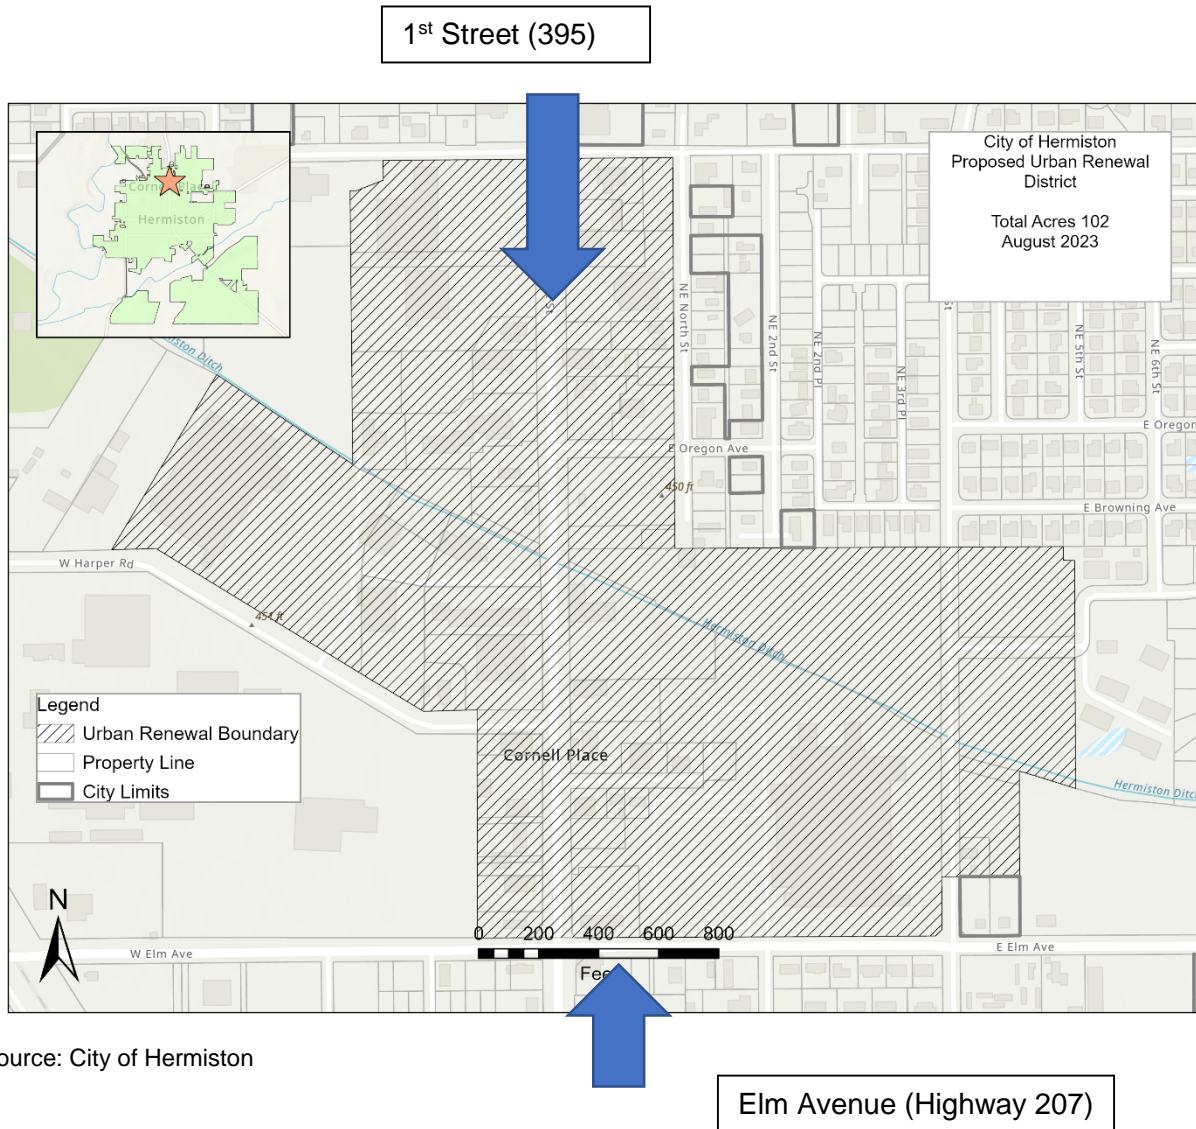 1st Street (395)
City of Hermiston
Proposed Urban Renewal
District
Total Acres 102
August 2023
Hermiston
NE North St
NE 2nd St
NE 2nd Pl
NE 3rd Pl
St
NE 5th St
NE 6th St
St
E Oregon Ave
E Oregon
E Browning Ave
450 ft
W Harper Rd
451 ft
Hermiston Ditch
Legend
Urban Renewal Boundary
Property Line
City Limits
Cornell Place
Hermiston Ditch
N
0 200 400 600 800
W Elm Ave
E Elm Ave
ource: City of Hermiston
Elm Avenue (Highway 207)